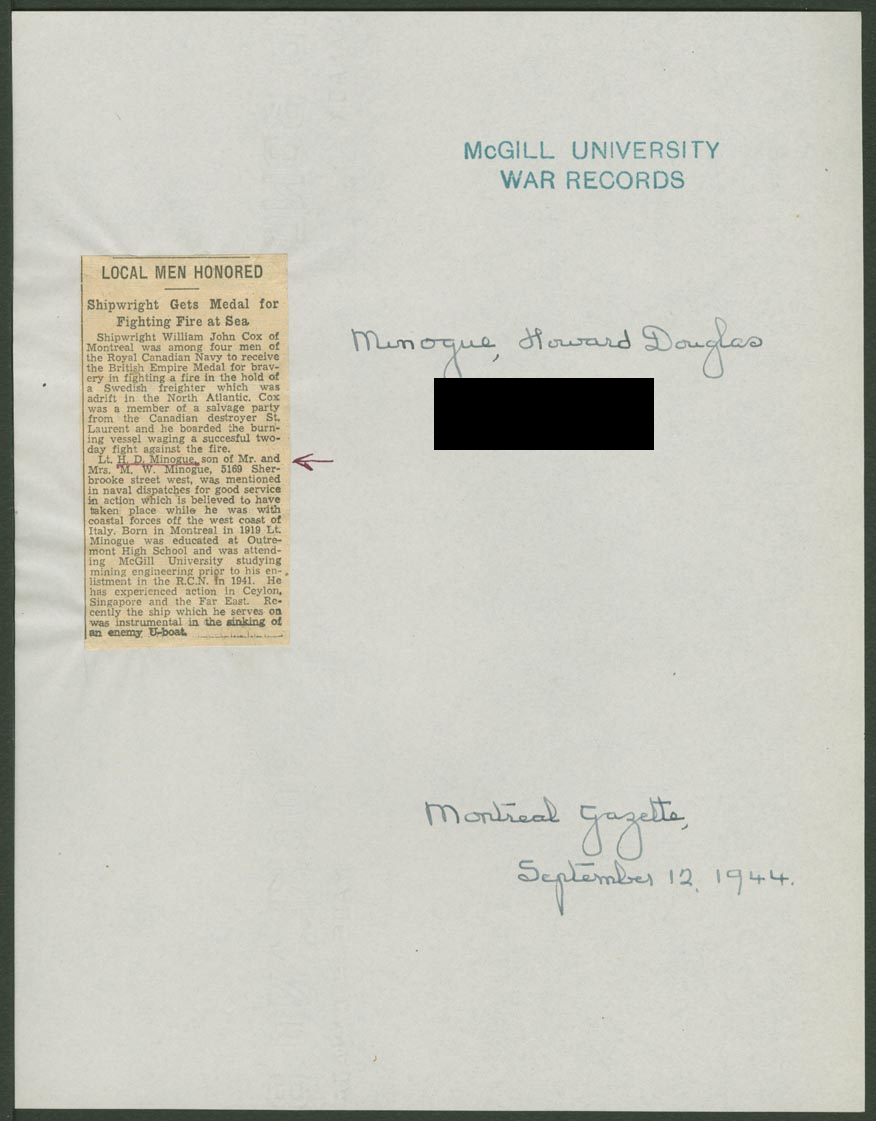 McGILL UNIVERSITY
WAR RECORDS
LOCAL MEN HONORED
Shipwright Gets Medal for
Fighting Fire at Sea
Shipwright William John Cox of
Montreal was among four men of
the Royal Canadian Navy to receive
the British Empire Medal for brav-
ery in fighting a fire in the hold of
a Swedish freighter which was
adrift in the North Atlantic. Cox
was a member of a salvage party
from the Canadian destroyer St.
Laurent and he boarded the burn-
ing vessel waging a succesful two-
day fight against the fire.
Lt. H. D. Minogue, son of Mr. and
Mrs. M. W. Minogue, 5169 Sher-
brooke street west, was mentioned
in naval dispatches for good service
in action which is believed to have
taken place while he was with
coastal forces off the west coast of
Italy. Born in Montreal in 1919 Lt.
Minogue was educated at Outre-
mont High School and was attend-
ing McGill University studying
mining engineering prior to his en-
listment in the R.C.N. in 1941. He
has experienced action in Ceylon,
Singapore and the Far East. Re-
cently the ship which he serves on
was instrumental in the sinking of
an enemy U-boat.
Minogue, Howard Douglas
Montreal Gazette,
September 12, 1944.